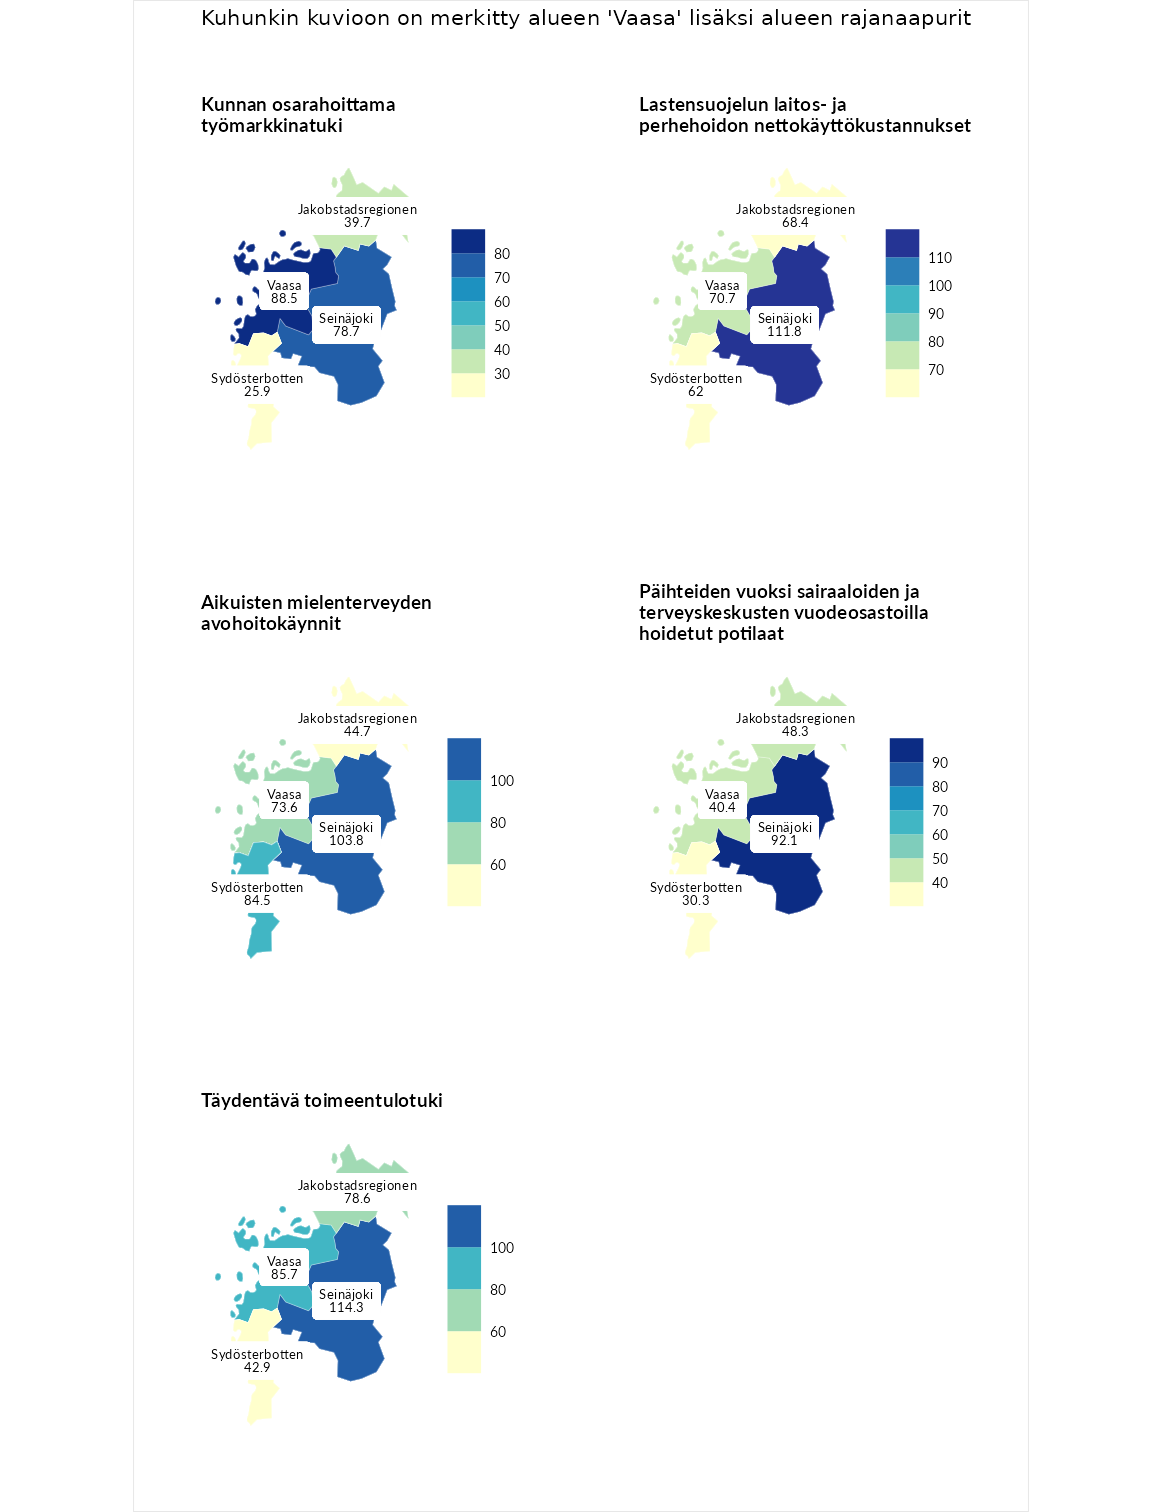 Kuhunkin kuvioon on merkitty alueen 'Vaasa' lisäksi alueen rajanaapurit
Kunnan osarahoittama
työmarkkinatuki
Jakobstadsregionen
39.7
Vaasa
88.5
Seinäjoki
78.7
Sydösterbotten
25.9
80
70
60
50
40
30
Lastensuojelun laitos- ja
perhehoidon nettokäyttökustannukset
Jakobstadsregionen
68.4
Vaasa
70.7
Seinäjoki
111.8
Sydösterbotten
62
110
100
90
80
70
Aikuisten mielenterveyden
avohoitokäynnit
Jakobstadsregionen
44.7
Vaasa
73.6
Seinäjoki
103.8
Sydösterbotten
84.5
100
80
60
Päihteiden vuoksi sairaaloiden ja
terveyskeskusten vuodeosastoilla
hoidetut potilaat
Jakobstadsregionen
48.3
Vaasa
40.4
Seinäjoki
92.1
Sydösterbotten
30.3
90
80
70
60
50
40
Täydentävä toimeentulotuki
Jakobstadsregionen
78.6
Vaasa
85.7
Seinäjoki
114.3
Sydösterbotten
42.9
100
80
60